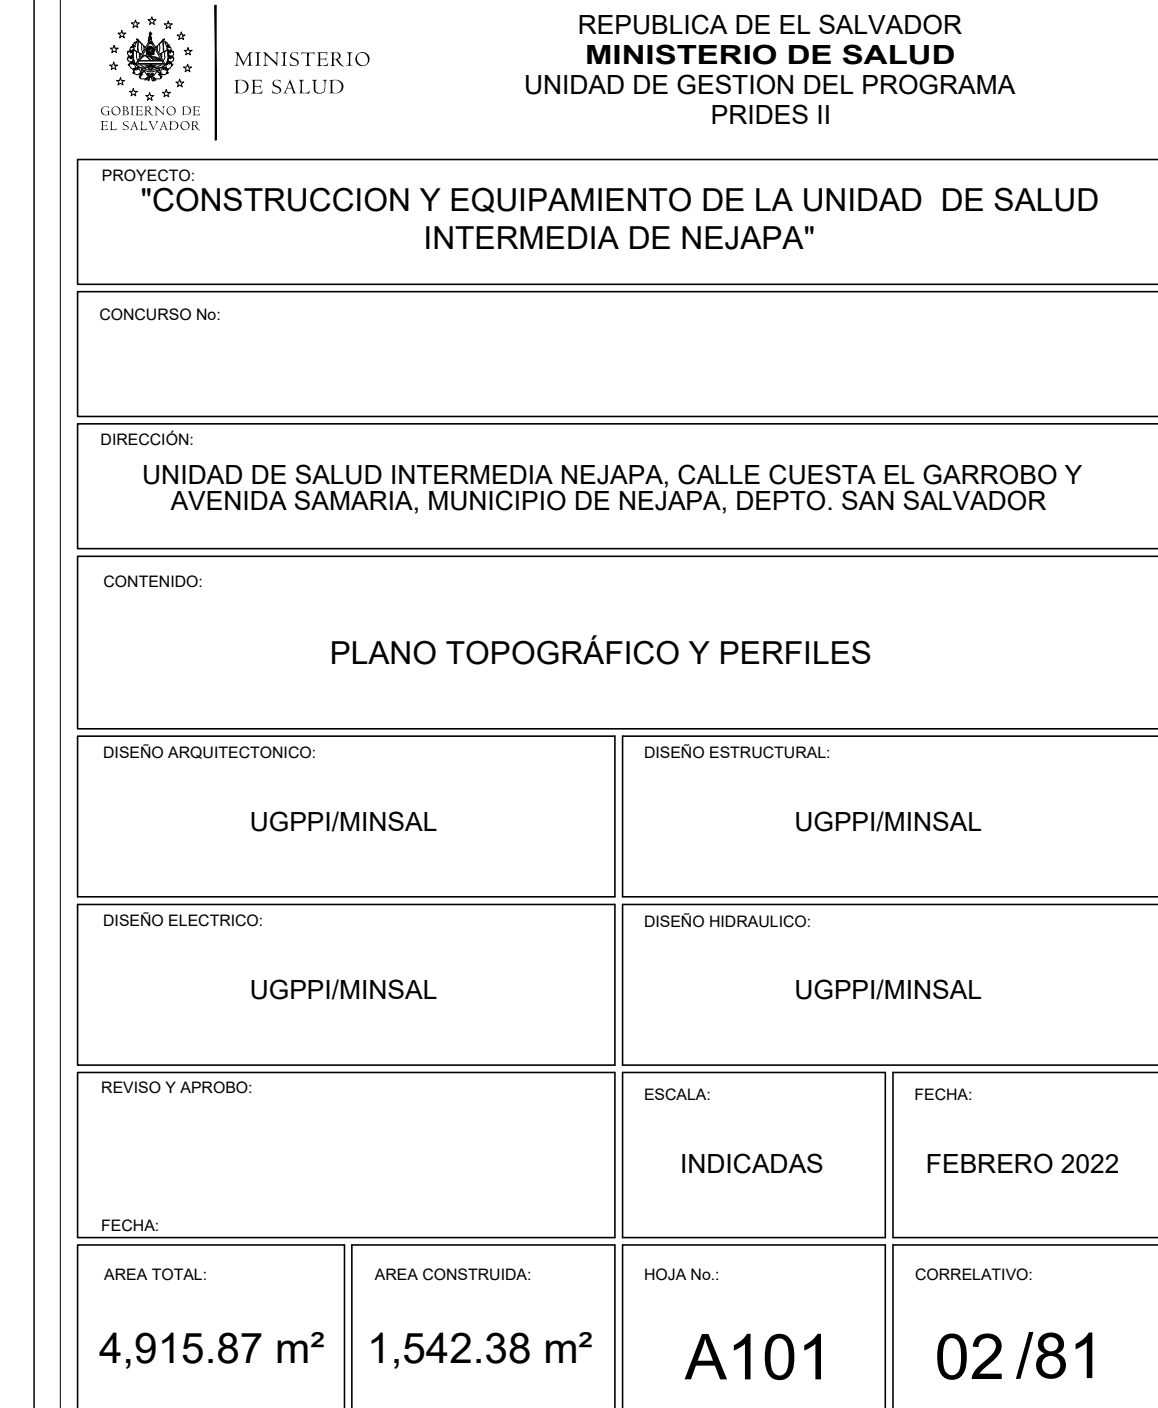 GOBIERNO DE
EL SALVADOR
MINISTERIO
DE SALUD
REPUBLICA DE EL SALVADOR
MINISTERIO DE SALUD
UNIDAD DE GESTION DEL PROGRAMA
PRIDES II
PROYECTO:
"CONSTRUCCION Y EQUIPAMIENTO DE LA UNIDAD DE SALUD
INTERMEDIA DE NEJAPA"
CONCURSO No:
DIRECCIÓN:
UNIDAD DE SALUD INTERMEDIA NEJAPA, CALLE CUESTA EL GARROBO Y
AVENIDA SAMARIA, MUNICIPIO DE NEJAPA, DEPTO. SAN SALVADOR
CONTENIDO:
PLANO TOPOGRÁFICO Y PERFILES
DISEÑO ARQUITECTONICO:
UGPPI/MINSAL
DISEÑO ESTRUCTURAL:
UGPPI/MINSAL
DISEÑO ELECTRICO:
UGPPI/MINSAL
DISEÑO HIDRAULICO:
UGPPI/MINSAL
REVISO Y APROBO:
FECHA:
ESCALA:
INDICADAS
FECHA:
FEBRERO 2022
AREA TOTAL:
4,915.87 m²
AREA CONSTRUIDA:
1,542.38 m²
HOJA No.:
A101
CORRELATIVO:
02 /81